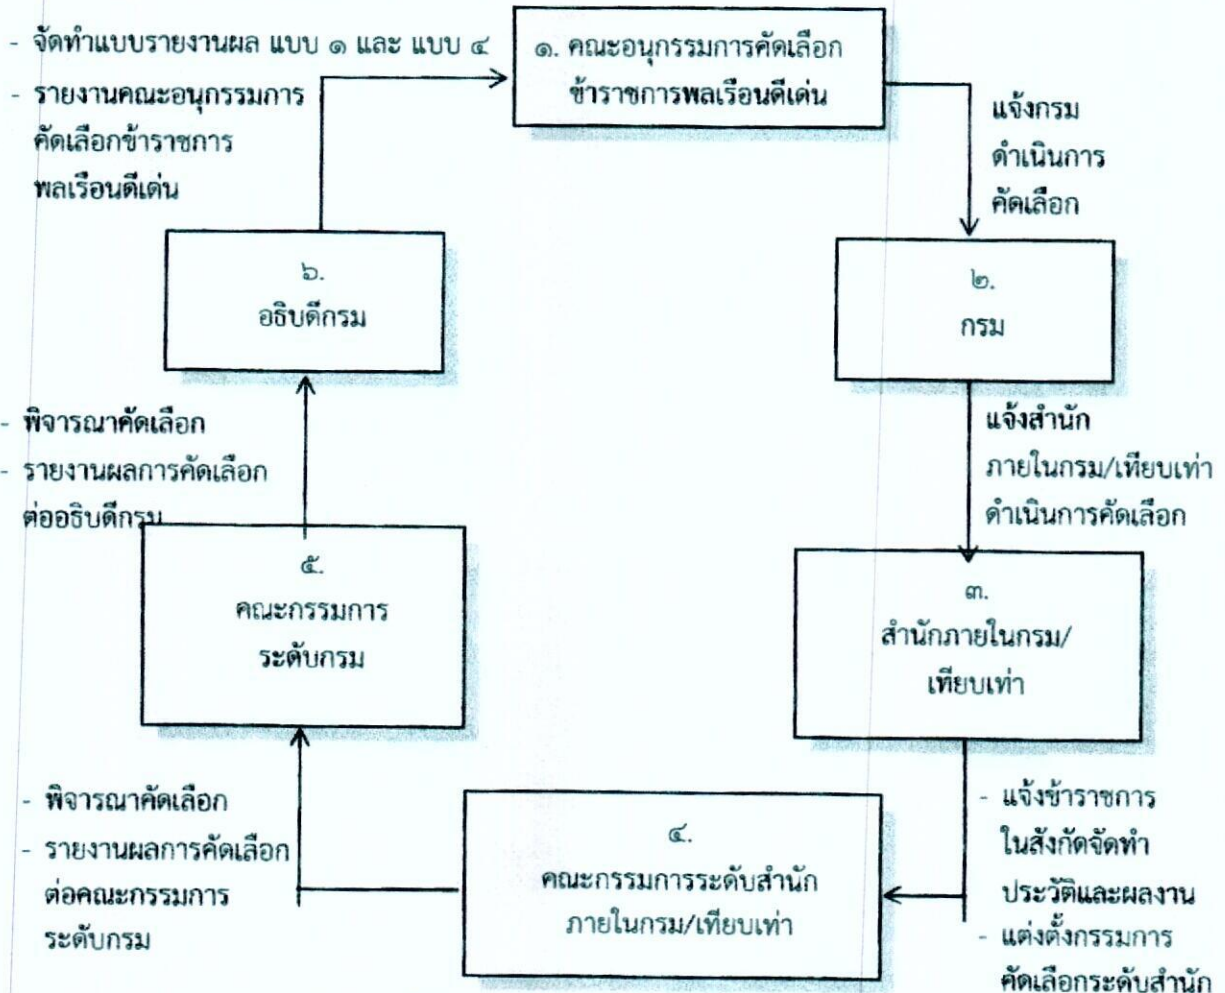 - จัดทำแบบรายงานผล แบบ ๑ และ แบบ ๔
- รายงานคณะอนุกรรมการ
คัดเลือกข้าราชการ
พลเรือนดีเด่น
๑. คณะอนุกรรมการคัดเลือก
ข้าราชการพลเรือนดีเด่น
แจ้งกรม
ดำเนินการ
คัดเลือก
๒.
กรม
แจ้งสำนัก
ภายในกรม/เทียบเท่า
ดำเนินการคัดเลือก
๓.
สำนักภายในกรม/
เทียบเท่า
- แจ้งข้าราชการ
ในสังกัดจัดทำ
ประวัติและผลงาน
- แต่งตั้งกรรมการ
คัดเลือกระดับสำนัก
๔.
คณะกรรมการระดับสำนัก
ภายในกรม/เทียบเท่า
- พิจารณาคัดเลือก
- รายงานผลการคัดเลือก
ต่อคณะกรรมการ
ระดับกรม
๕.
คณะกรรมการ
ระดับกรม
- พิจารณาคัดเลือก
- รายงานผลการคัดเลือก
ต่ออธิบดีกรม
๖.
อธิบดีกรม